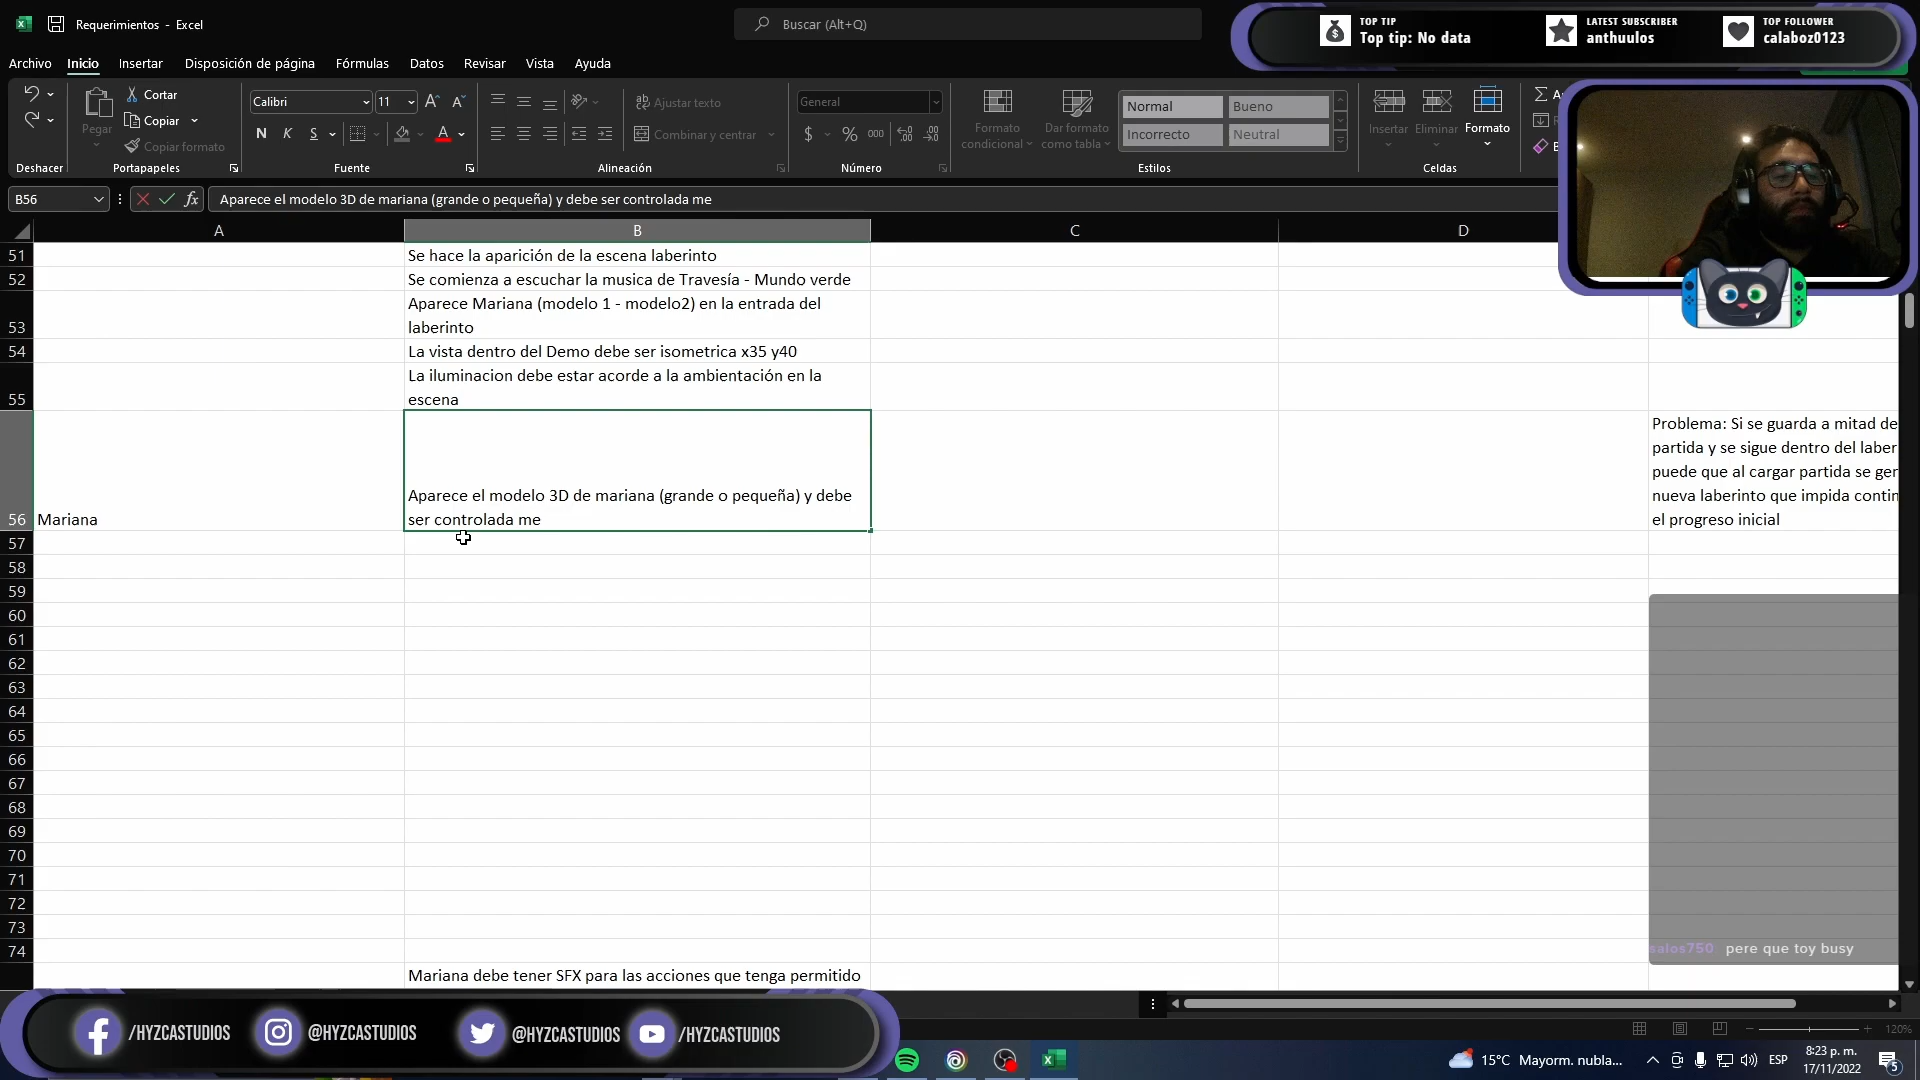 Requerimientos - Excel
Buscar (Alt+Q)
TOP TIP
Top tip: No data
LATEST SUBSCRIBER
anthuulos
TOP FOLLOWER
calaboz0123
Archivo Inicio Insertar Disposición de página Fórmulas Datos Revisar Vista Ayuda
Pegar
Cortar
Copiar
Copiar formato
Calibri 11
N K S
Ajustar texto
Combinar y centrar
General
$ % 000
Formato
condicional
Dar formato
como tabla
Normal Bueno
Incorrecto Neutral
Insertar Eliminar Formato
Deshacer Portapapeles Fuente Alineación Número Estilos Celdas
B56 fx Aparece el modelo 3D de mariana (grande o pequeña) y debe ser controlada me
A B C D
51 Se hace la aparición de la escena laberinto
52 Se comienza a escuchar la musica de Travesía - Mundo verde
Aparece Mariana (modelo 1 - modelo2) en la entrada del
53 laberinto
54 La vista dentro del Demo debe ser isometrica x35 y40
La iluminacion debe estar acorde a la ambientación en la
55 escena
Problema: Si se guarda a mitad de
partida y se sigue dentro del laber
puede que al cargar partida se ger
Aparece el modelo 3D de mariana (grande o pequeña) y debe nueva laberinto que impida contin
56 Mariana ser controlada me el progreso inicial
57
58
59
60
61
62
63
64
65
66
67
68
69
70
71
72
73
74
salos750 pere que toy busy
Mariana debe tener SFX para las acciones que tenga permitido
/HYZCASTUDIOS @HYZCASTUDIOS @HYZCASTUDIOS /HYZCASTUDIOS
120%
15°C Mayorm. nubla...
ESP
8:23 p. m.
17/11/2022
5